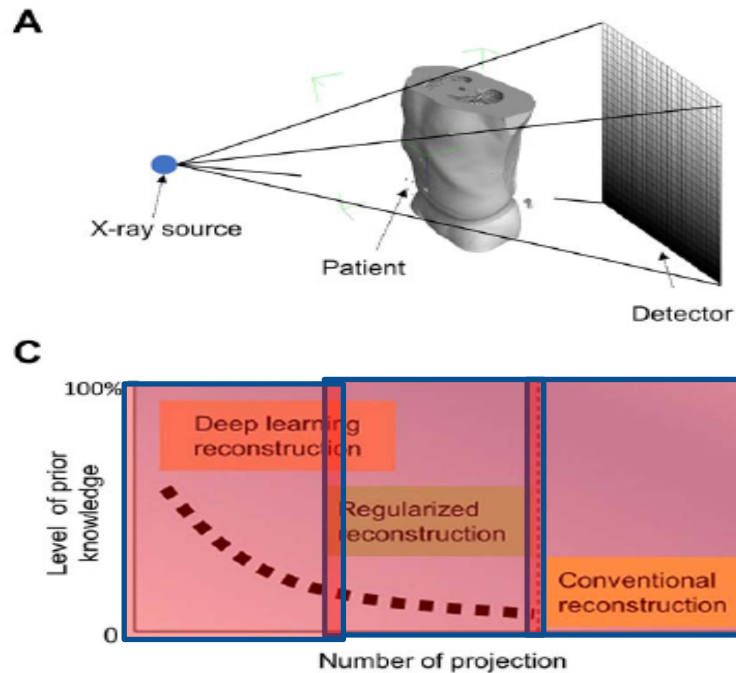 A
X-ray source
Patient
Detector
C
100%
Deep learning
reconstruction
Level of prior
knowledge
Regularized
reconstruction
Conventional
reconstruction
0
Number of projection